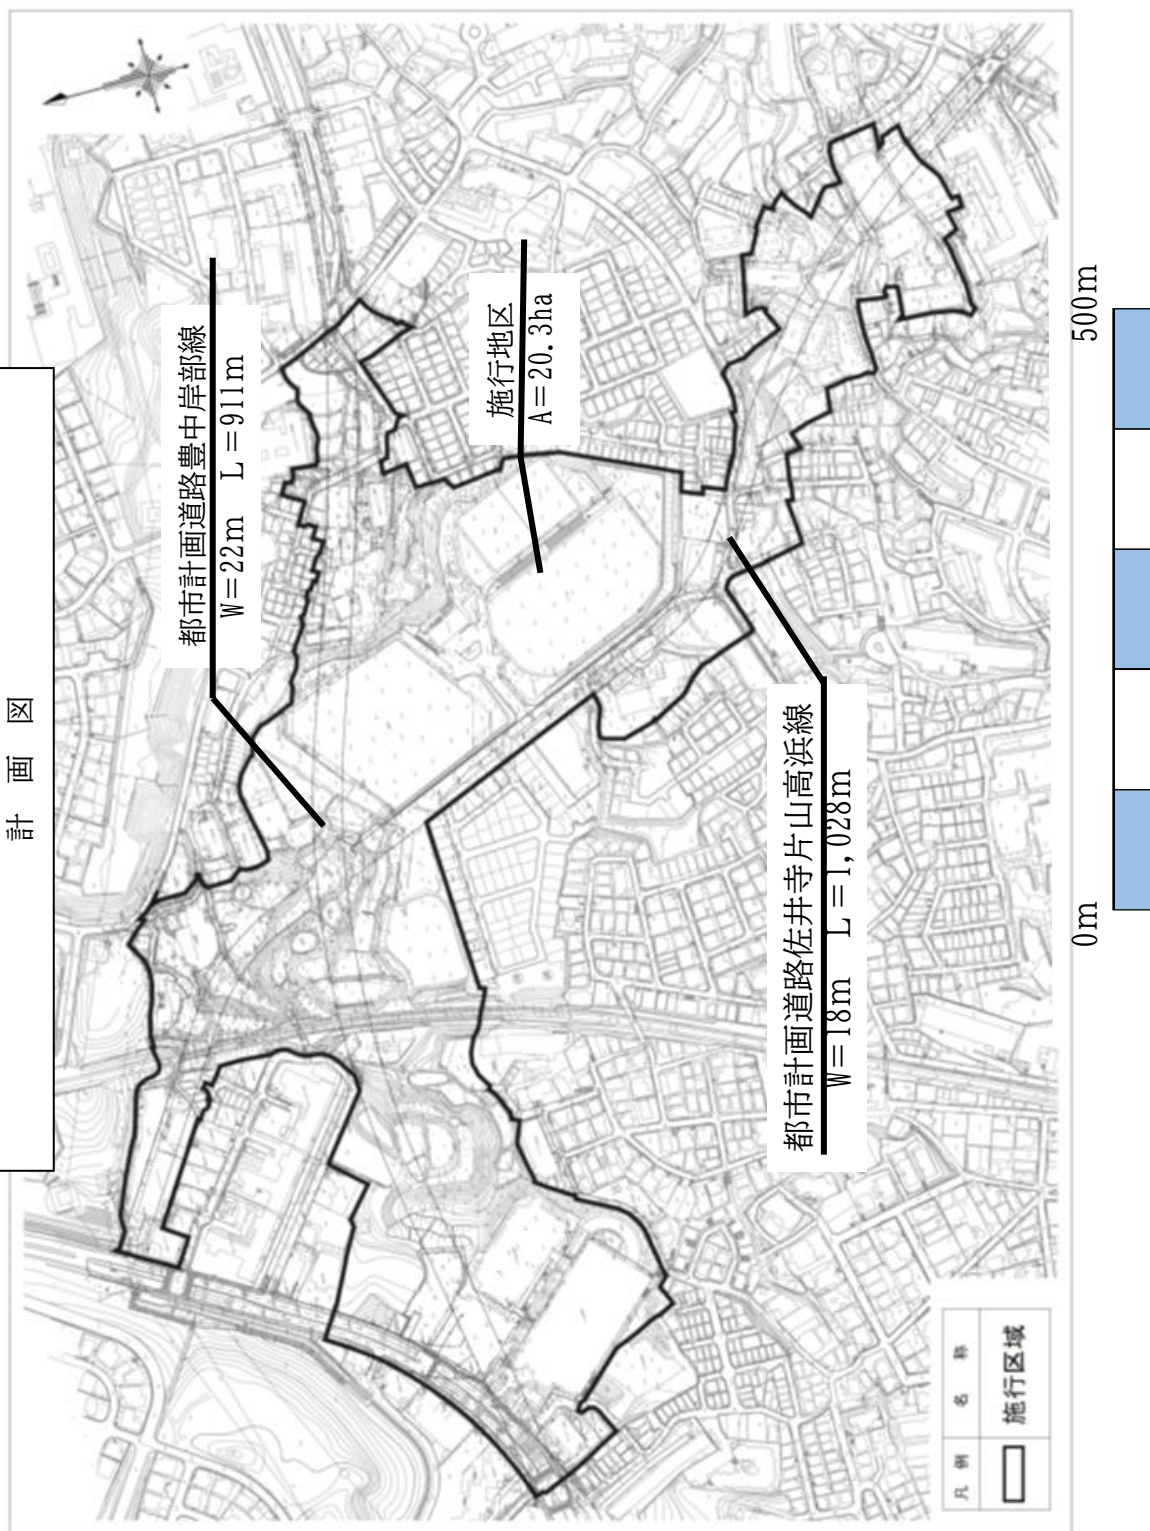 計画図
都市計画道路豊中岸部線
W=22m L=911m
施行地区
A=20.3ha
都市計画道路佐井寺片山高浜線
W=18m L=1,028m
凡例 名称
施行区域
0m 500m